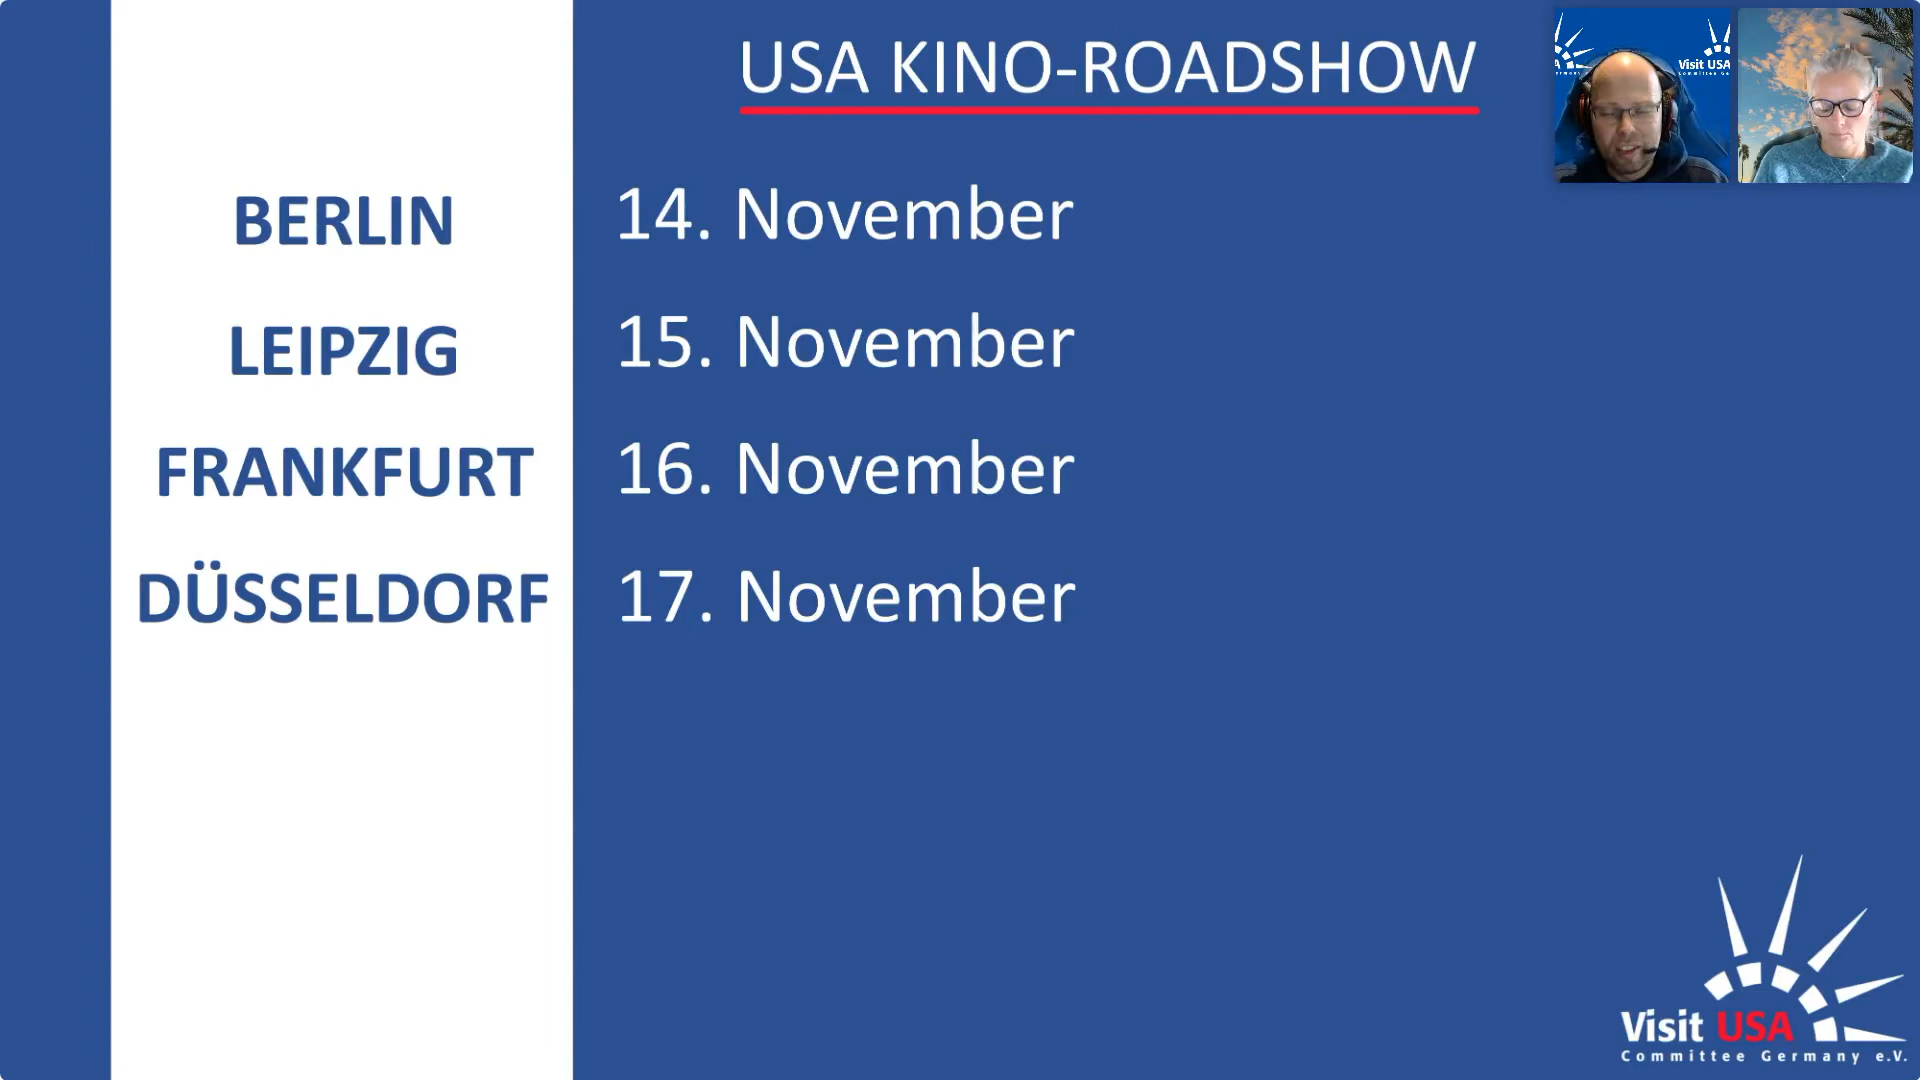 USA KINO-ROADSHOW
BERLIN 14. November
LEIPZIG 15. November
FRANKFURT 16. November
DÜSSELDORF 17. November
Visit USA
Visit USA
Committee Germany e.V.